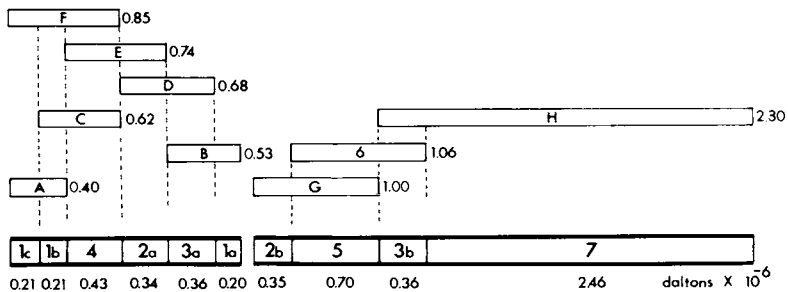 F 0.85
E 0.74
D 0.68
C 0.62 H 2.30
B 0.53 6 1.06
A 0.40 G 1.00
1c 1b 4 2a 3a 1a 2b 5 3b 7
0.21 0.21 0.43 0.34 0.36 0.20 0.35 0.70 0.36 2.46 daltons X 10-6